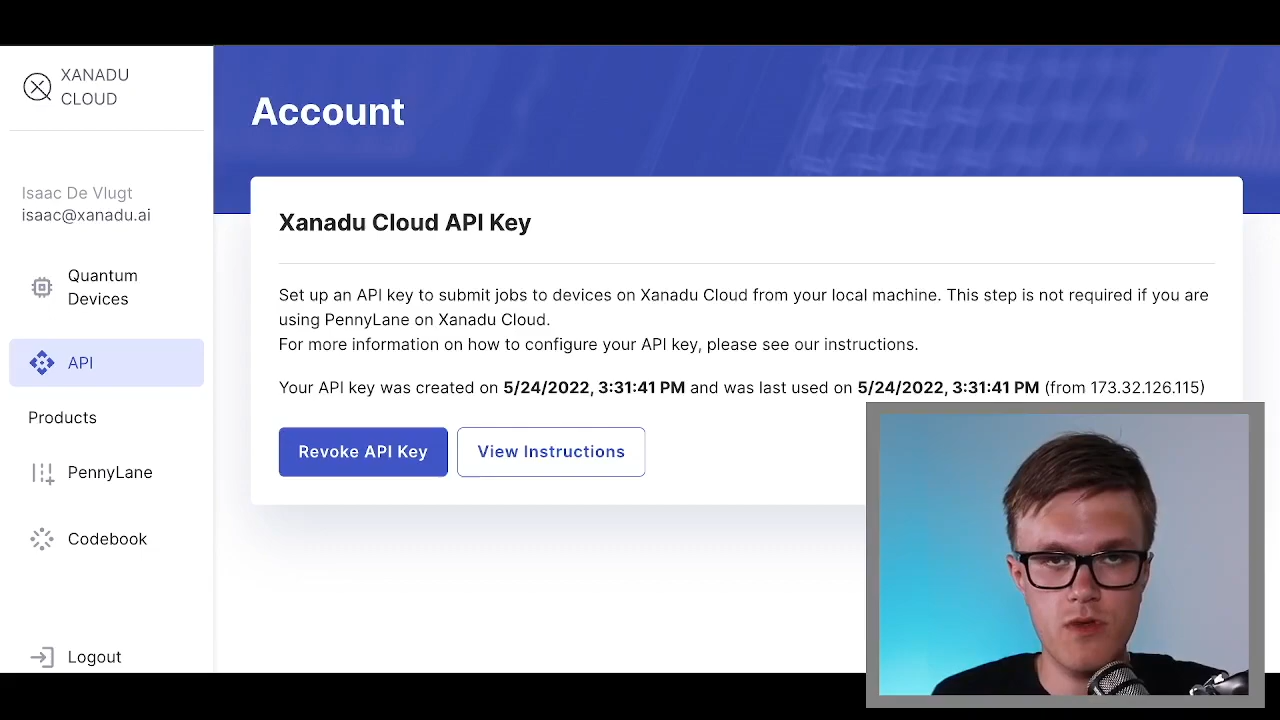 XANADU
CLOUD
Isaac De Vlugt
isaac@xanadu.ai
Quantum
Devices
API
Products
PennyLane
Codebook
Logout
Account
Xanadu Cloud API Key
Set up an API key to submit jobs to devices on Xanadu Cloud from your local machine. This step is not required if you are
using PennyLane on Xanadu Cloud.
For more information on how to configure your API key, please see our instructions.
Your API key was created on 5/24/2022, 3:31:41 PM and was last used on 5/24/2022, 3:31:41 PM (from 173.32.126.115)
Revoke API Key
View Instructions